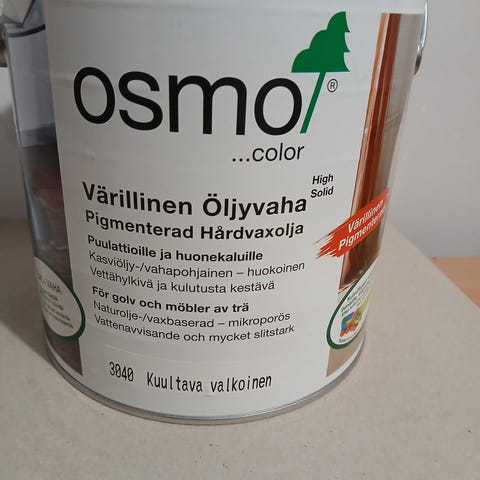 osmo®
...color
High
Solid
Värillinen Öljyvaha
Pigmenterad Hårdvaxolja
Puulattioille ja huonekaluille
Kasviöljy-/vahapohjainen – huokoinen
Vettähylkivä ja kulutusta kestävä
För golv och möbler av trä
Naturolje-/vaxbaserad – mikroporös
Vattenavvisande och mycket slitstark
3040 Kuultava valkoinen
Värillinen
- VAHA